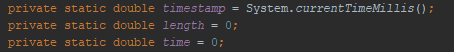 private static double timestamp = System.currentTimeMillis();
private static double length = 0;
private static double time = 0;